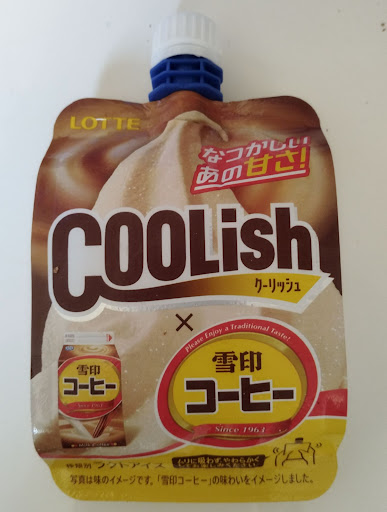 LOTTE
なつかしい
あの甘さ!
COOLish
クーリッシュ
×
Please Enjoy a Traditional Taste!
雪印
コーヒー
Since 1963
雪印
コーヒー
種類別 ラクトアイス
写真は味のイメージです。「雪印コーヒー」の味わいをイメージしました。